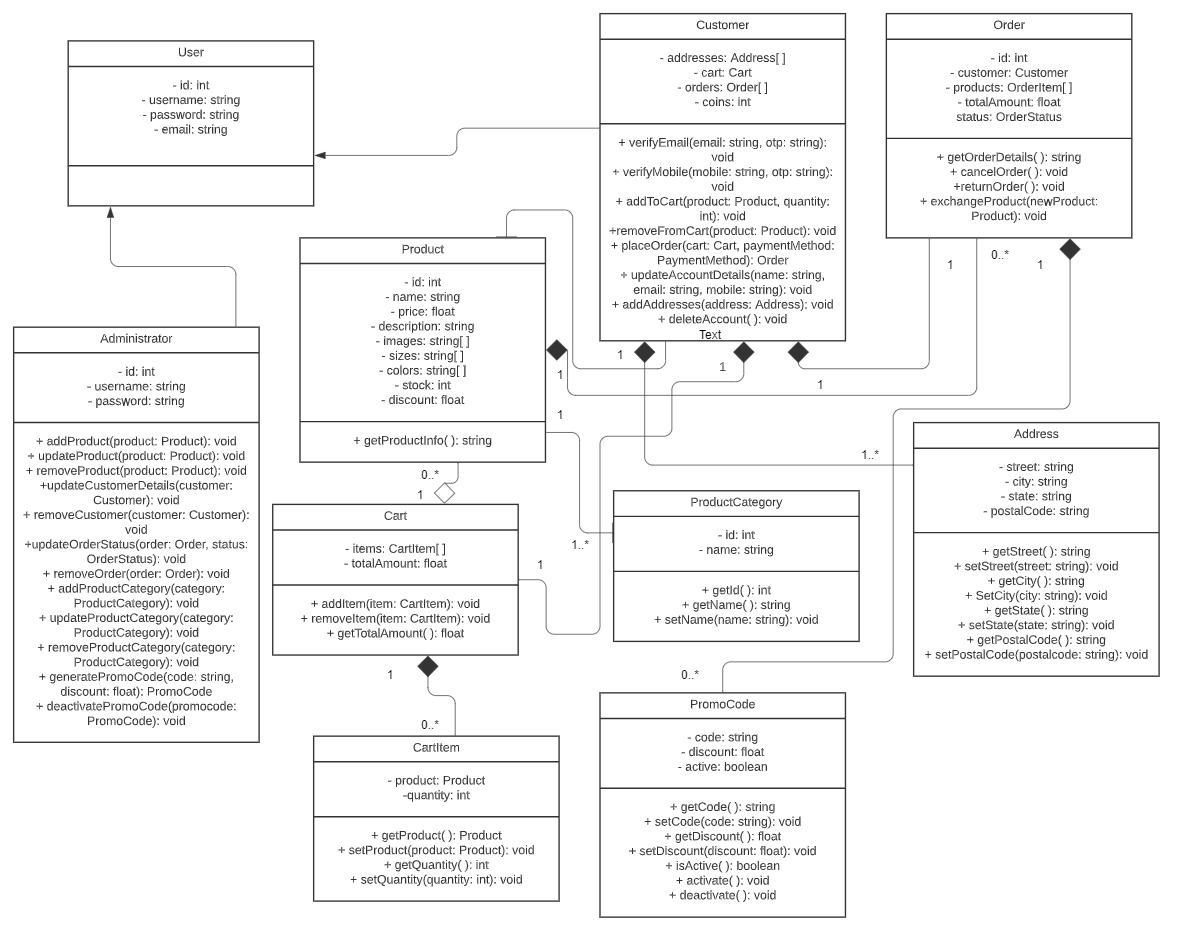 User
- id: int
- username: string
- password: string
- email: string
Customer
- addresses: Address[ ]
- cart: Cart
- orders: Order[ ]
- coins: int
+ verifyEmail(email: string, otp: string):
void
+ verifyMobile(mobile: string, otp: string):
void
+ addToCart(product: Product, quantity:
int): void
+removeFromCart(product: Product): void
+ placeOrder(cart: Cart, paymentMethod:
PaymentMethod): Order
+ updateAccountDetails(name: string,
email: string, mobile: string): void
+ addAddresses(address: Address): void
+ deleteAccount( ): void
Text
Order
- id: int
- customer: Customer
- products: OrderItem[ ]
- totalAmount: float
status: OrderStatus
+ getOrderDetails( ): string
+ cancelOrder( ): void
+returnOrder( ): void
+ exchangeProduct(newProduct:
Product): void
1
0..*
1
Product
- id: int
- name: string
- price: float
- description: string
- images: string[ ]
- sizes: string[ ]
- colors: string[ ]
- stock: int
- discount: float
+ getProductInfo( ): string
1
1
1
1
1
0..*
1
1..*
Administrator
- id: int
- username: string
- password: string
+ addProduct(product: Product): void
+ updateProduct(product: Product): void
+ removeProduct(product: Product): void
+updateCustomerDetails(customer:
Customer): void
+ removeCustomer(customer: Customer):
void
+updateOrderStatus(order: Order, status:
OrderStatus): void
+ removeOrder(order: Order): void
+ addProductCategory(category:
ProductCategory): void
+ updateProductCategory(category:
ProductCategory): void
+ removeProductCategory(category:
ProductCategory): void
+ generatePromoCode(code: string,
discount: float): PromoCode
+ deactivatePromoCode(promocode:
PromoCode): void
Address
- street: string
- city: string
- state: string
- postalCode: string
+ getStreet( ): string
+ setStreet(street: string): void
+ getCity( ): string
+ SetCity(city: string): void
+ getState( ): string
+ setState(state: string): void
+ getPostalCode( ): string
+ setPostalCode(postalcode: string): void
ProductCategory
- id: int
- name: string
+ getId( ): int
+ getName( ): string
+ setName(name: string): void
1..*
Cart
- items: CartItem[ ]
- totalAmount: float
+ addItem(item: CartItem): void
+ removeItem(item: CartItem): void
+ getTotalAmount( ): float
1
1
0..*
CartItem
- product: Product
-quantity: int
+ getProduct( ): Product
+ setProduct(product: Product): void
+ getQuantity( ): int
+ setQuantity(quantity: int): void
0..*
PromoCode
- code: string
- discount: float
- active: boolean
+ getCode( ): string
+ setCode(code: string): void
+ getDiscount( ): float
+ setDiscount(discount: float): void
+ isActive( ): boolean
+ activate( ): void
+ deactivate( ): void